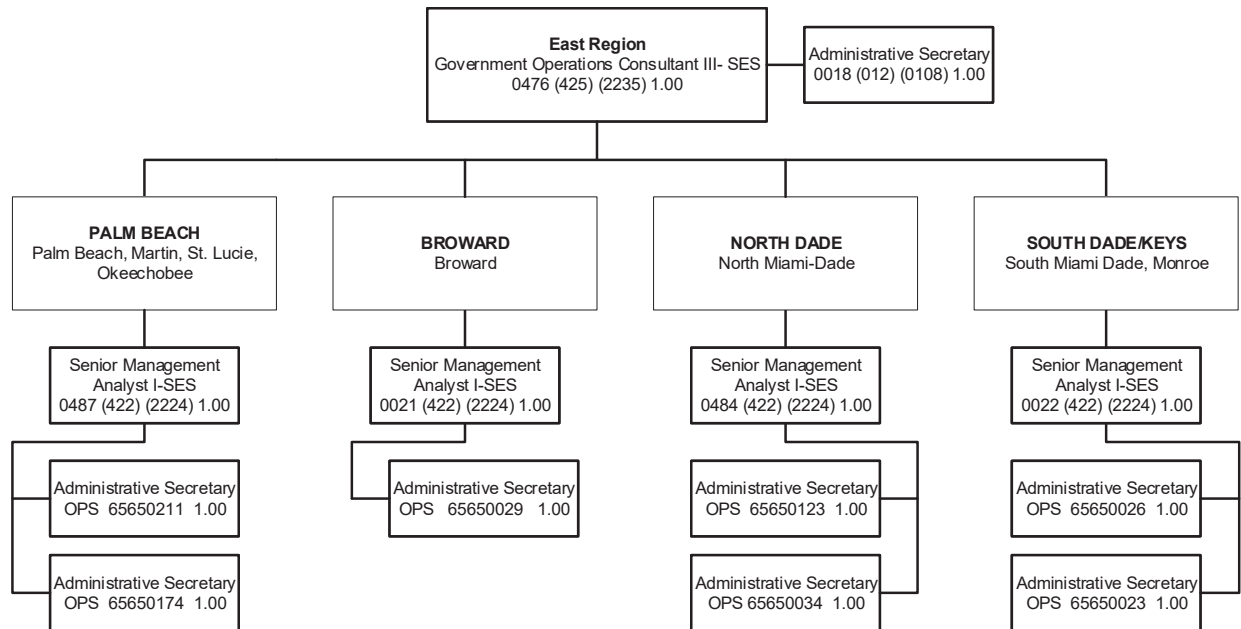 East Region
Government Operations Consultant III- SES
0476 (425) (2235) 1.00
Administrative Secretary
0018 (012) (0108) 1.00
PALM BEACH
Palm Beach, Martin, St. Lucie,
Okeechobee
BROWARD
Broward
NORTH DADE
North Miami-Dade
SOUTH DADE/KEYS
South Miami Dade, Monroe
Senior Management
Analyst I-SES
0487 (422) (2224) 1.00
Senior Management
Analyst I-SES
0021 (422) (2224) 1.00
Senior Management
Analyst I-SES
0484 (422) (2224) 1.00
Senior Management
Analyst I-SES
0022 (422) (2224) 1.00
Administrative Secretary
OPS 65650211 1.00
Administrative Secretary
OPS 65650029 1.00
Administrative Secretary
OPS 65650123 1.00
Administrative Secretary
OPS 65650026 1.00
Administrative Secretary
OPS 65650174 1.00
Administrative Secretary
OPS 65650034 1.00
Administrative Secretary
OPS 65650023 1.00